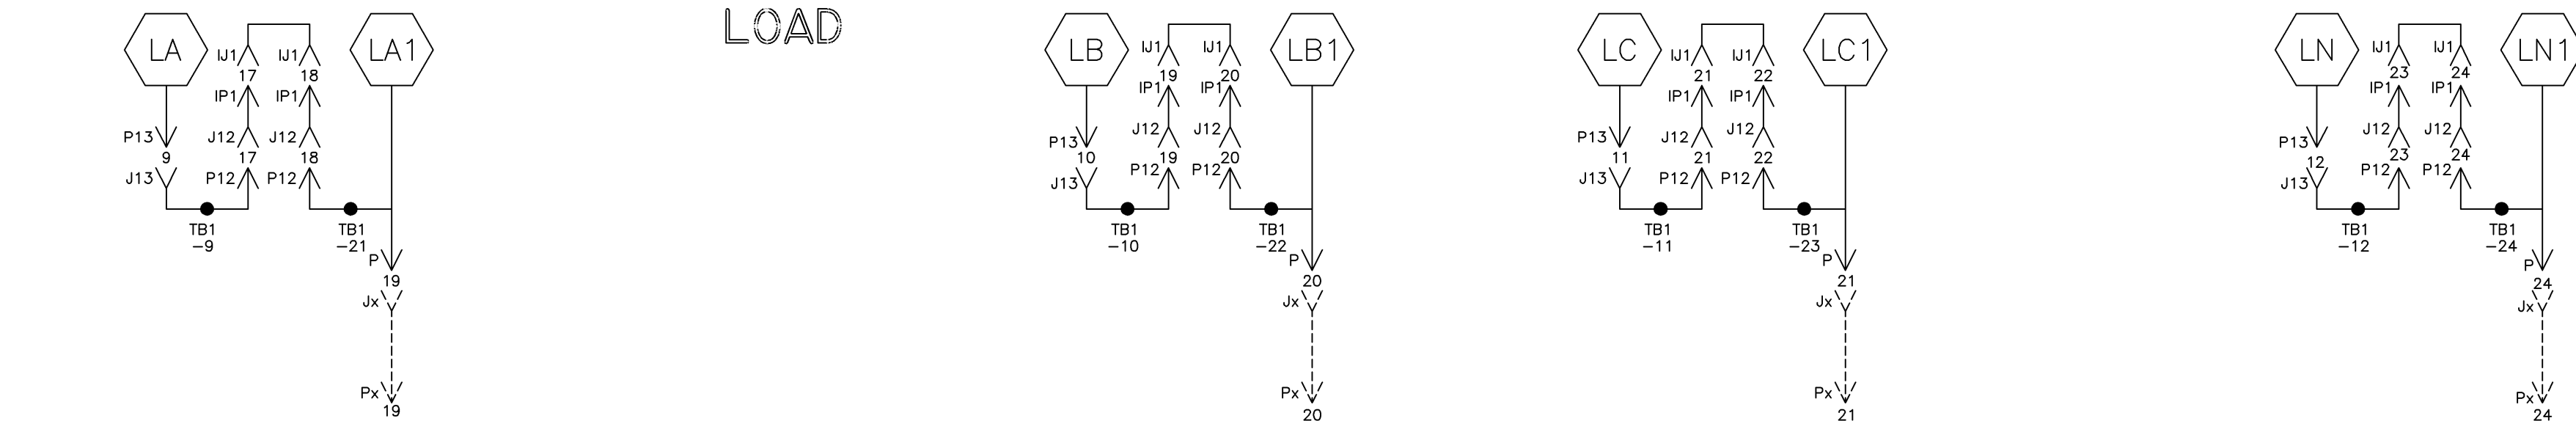 LOAD
LA
IJ1
17
IJ1
18
LA1
IP1
IP1
P13
9
J12
17
J12
18
J13
P12
P12
TB1
-9
TB1
-21
P
19
Jx
Px
19
LB
IJ1
19
IJ1
20
LB1
IP1
IP1
P13
10
J12
19
J12
20
J13
P12
P12
TB1
-10
TB1
-22
P
20
Jx
Px
20
LC
IJ1
21
IJ1
22
LC1
IP1
IP1
P13
11
J12
21
J12
22
J13
P12
P12
TB1
-11
TB1
-23
P
21
Jx
Px
21
LN
IJ1
23
IJ1
24
LN1
IP1
IP1
P13
12
J12
23
J12
24
J13
P12
P12
TB1
-12
TB1
-24
P
24
Jx
Px
24